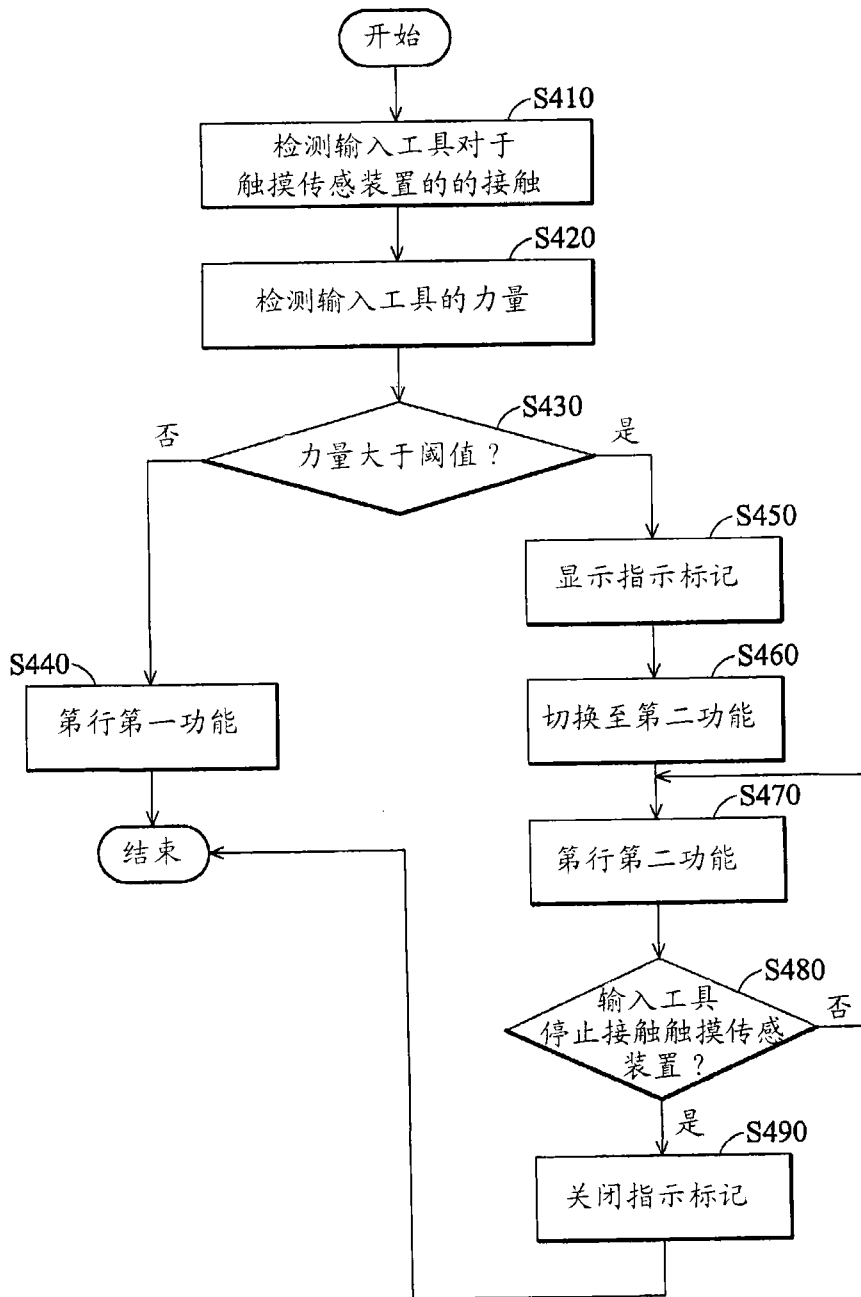 开始
S410
检测输入工具对于
触摸传感装置的的接触
S420
检测输入工具的力量
S430
否
是
力量大于阈值？
S450
显示指示标记
S440
第行第一功能
S460
切换至第二功能
S470
第行第二功能
结束
S480
输入工具
停止接触触摸传感
装置？
否
是
S490
关闭指示标记